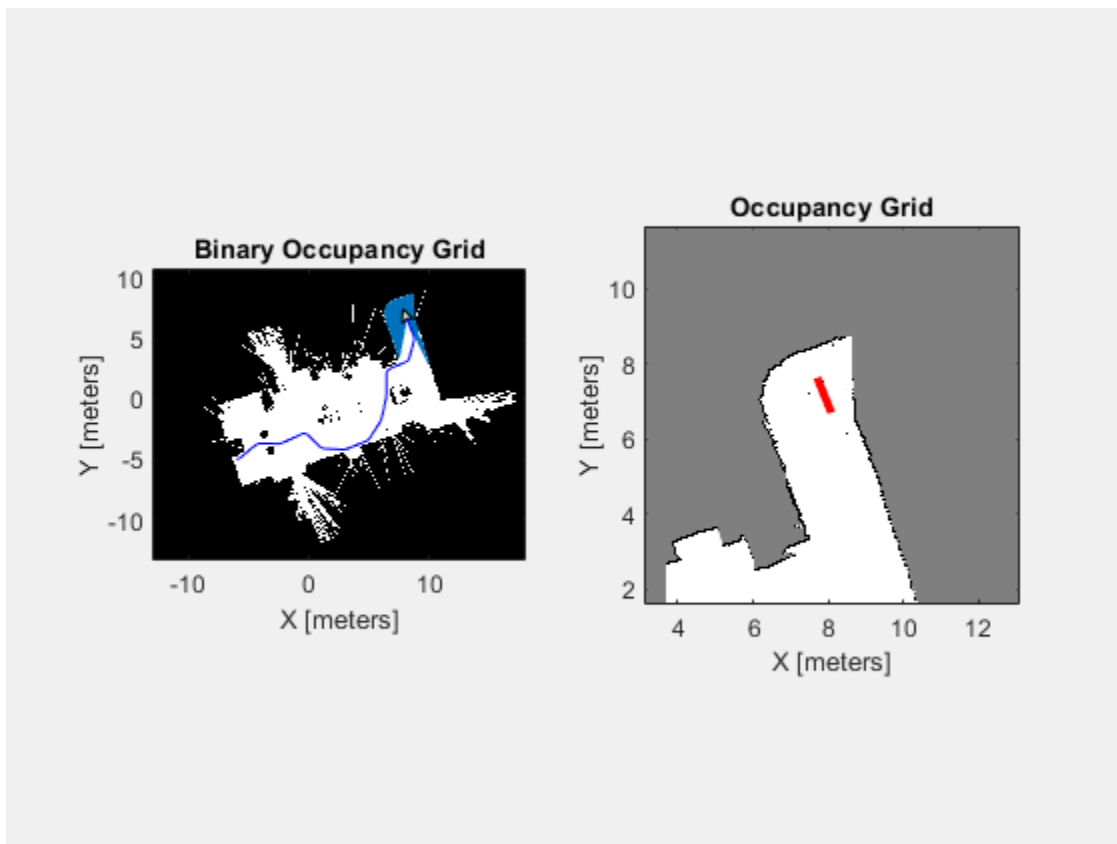 Binary Occupancy Grid
10
5
0
-5
-10
Y [meters]
-10 0 10
X [meters]
Occupancy Grid
10
8
6
4
2
Y [meters]
4 6 8 10 12
X [meters]